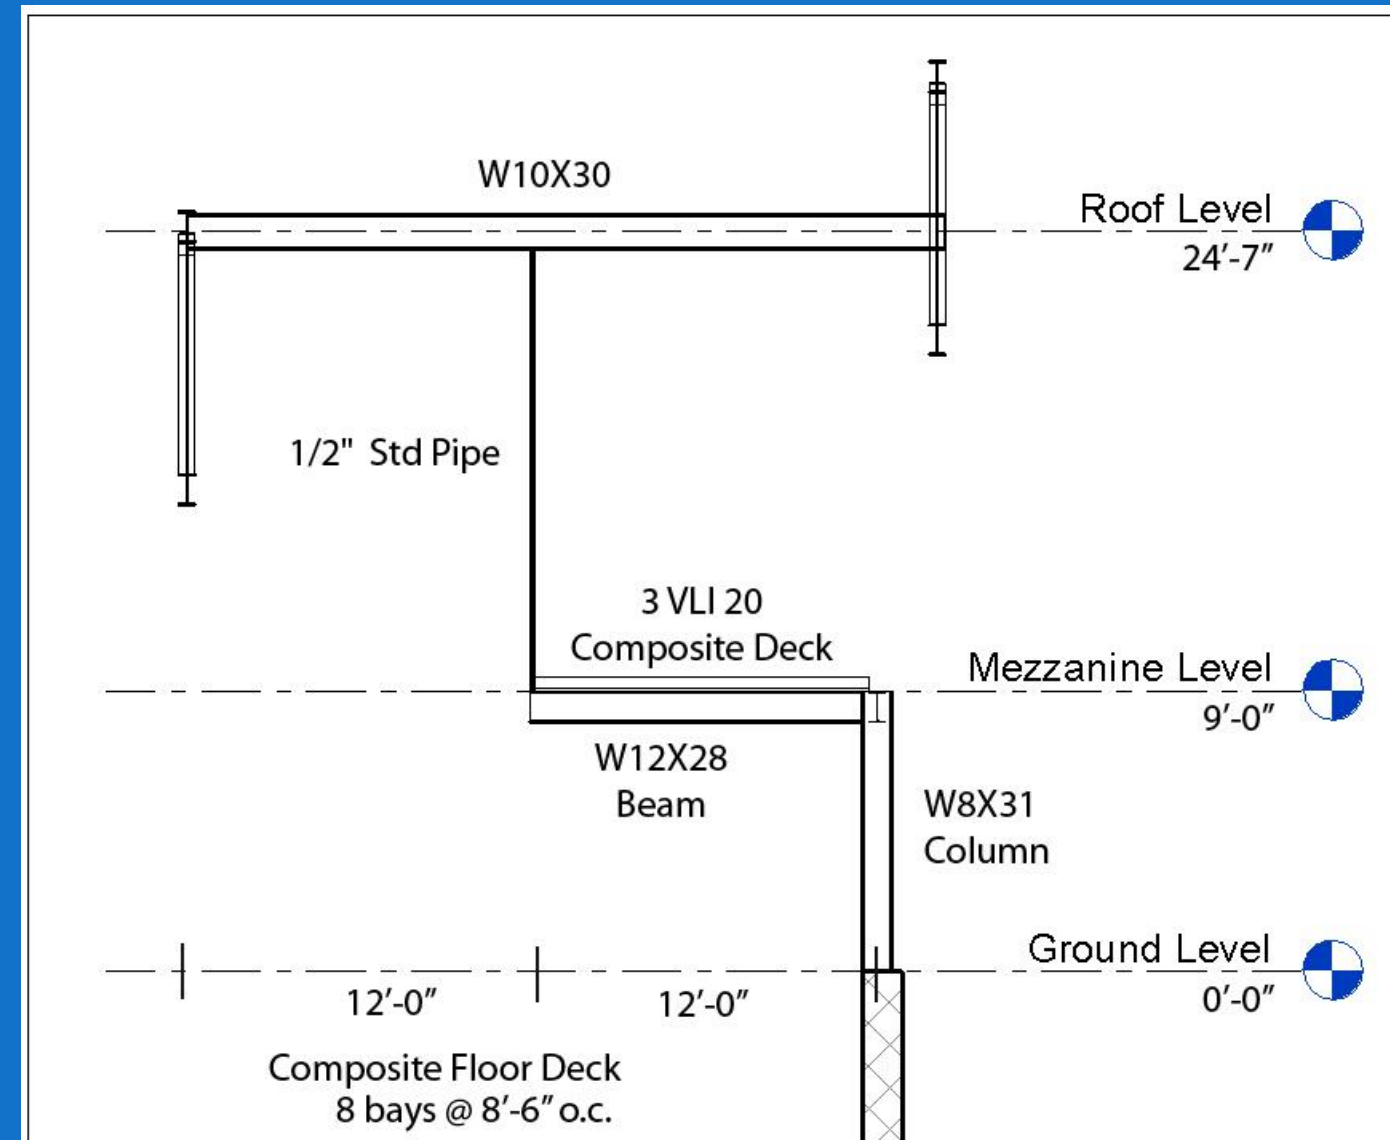 W10X30
Roof Level
24'-7"
1/2" Std Pipe
3 VLI 20
Composite Deck
Mezzanine Level
9'-0"
W12X28
Beam
W8X31
Column
Ground Level
0'-0"
12'-0"
12'-0"
Composite Floor Deck
8 bays @ 8'-6" o.c.